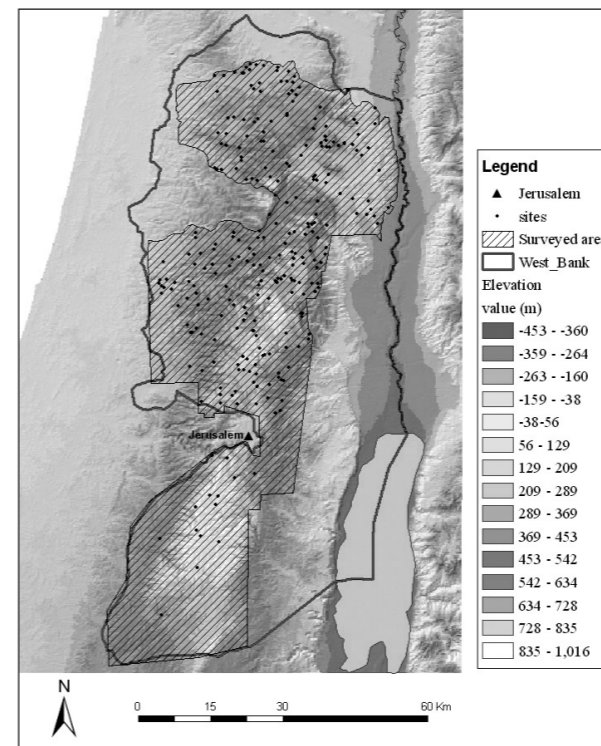 Jerusalem
Legend
Jerusalem
sites
Surveyed area
West_Bank
Elevation
value (m)
-453 - -360
-359 - -264
-263 - -160
-159 - -38
-38-56
56 - 129
129 - 209
209 - 289
289 - 369
369 - 453
453 - 542
542 - 634
634 - 728
728 - 835
835 - 1,016
N
0 15 30 60 Km